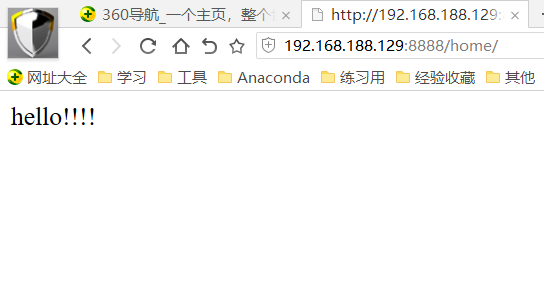 360导航_一个主页，整个 http://192.168.188.129:
192.168.188.129:8888/home/
网址大全 学习 工具 Anaconda 练习用 经验收藏 其他
hello!!!!